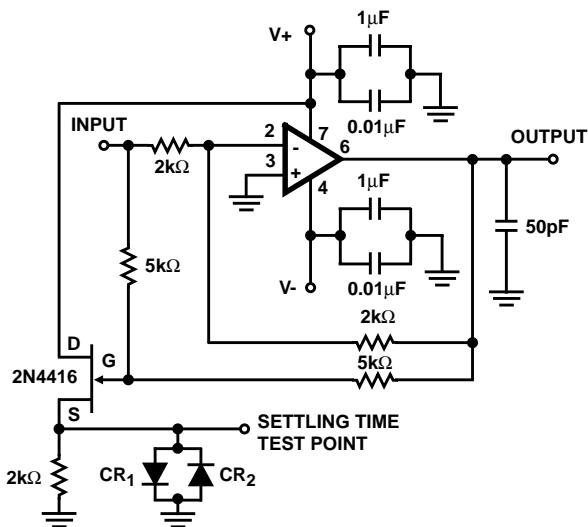 1μF
V+
0.01μF
INPUT
2
7
-
6
OUTPUT
2kΩ
3
+
4
1μF
50pF
5kΩ
V-
0.01μF
2kΩ
5kΩ
D
G
2N4416
S
SETTLING TIME
TEST POINT
2kΩ
CR1
CR2